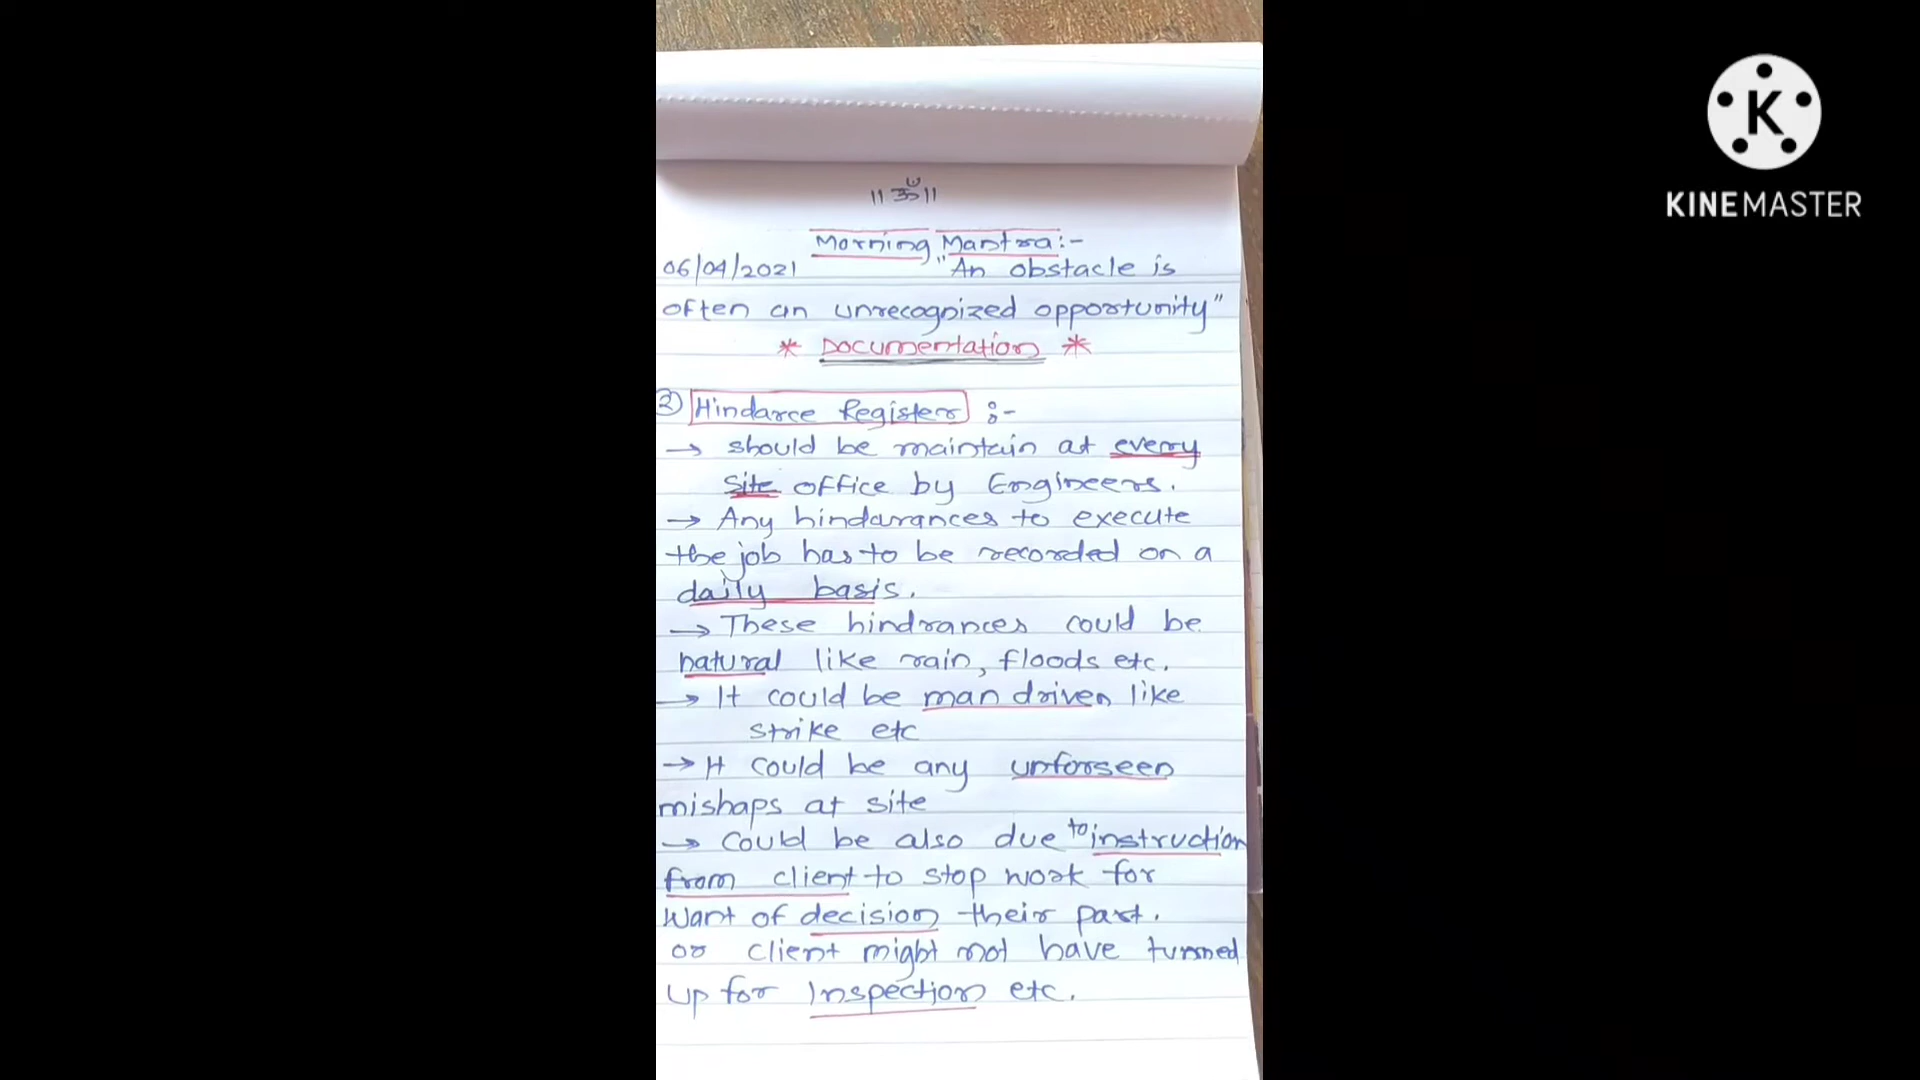 ॥ ॐ ॥
Morning Mantra:-
06/04/2021 "An obstacle is
often an unrecognized opportunity"
* Documentation *
2) Hindarce Register :-
→ should be maintain at every
site office by Engineers.
→ Any hindarances to execute
the job has to be recorded on a
daily basis.
→ These hindrances could be
natural like rain, floods etc.
→ It could be man driven like
strike etc
→ It could be any unforseen
mishaps at site
→ Could be also due to instruction
from client to stop work for
want of decision their part.
or client might not have turned
up for Inspection etc.
K
KINEMASTER